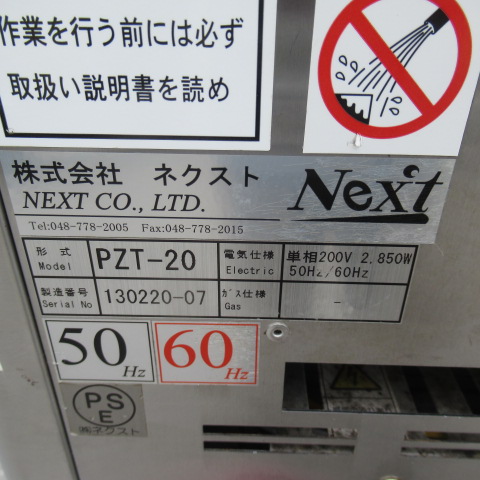 作業を行う前には必ず
取扱い説明書を読め
株式会社 ネクスト
NEXT CO., LTD.
Next
Tel:048-778-2005 Fax:048-778-2015
形式 PZT-20 電気仕様 単相200V 2.850W
Model Electric 50Hz/60Hz
製造番号 130220-07 ガス仕様 -
Serial No Gas
50Hz 60Hz
PS
E
㈱ネクスト